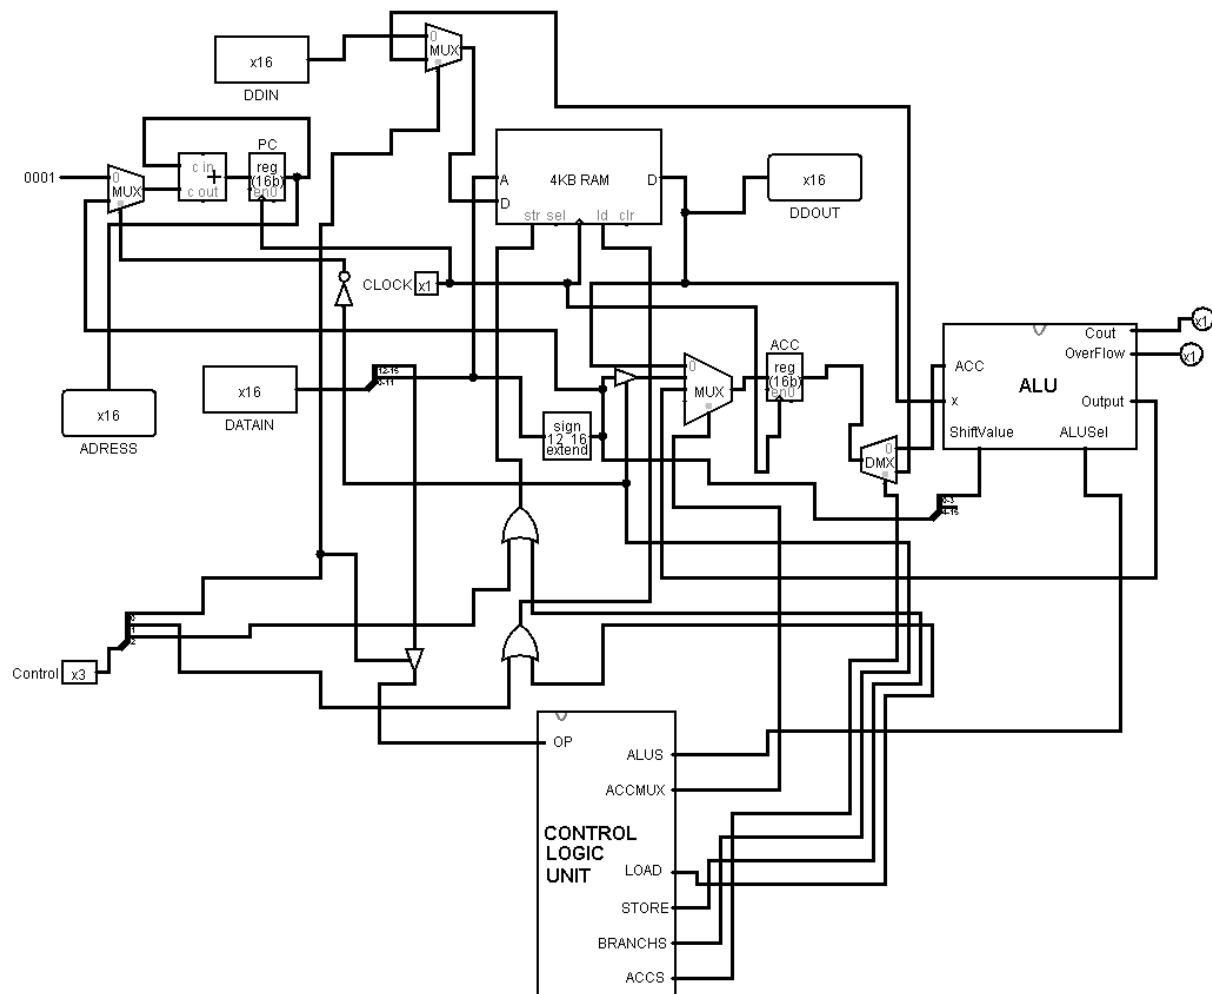 x16
DDIN
0
MUX
PC
0001
0
MUX
c in
+
c out
reg
(16b)
en0
A
4KB RAM
D
D
str sel
ld clr
x16
DDOUT
CLOCK
x1
x16
ADRESS
x16
DATAIN
12-15
0-11
sign
12 16
extend
0
MUX
ACC
reg
(16b)
en0
0
DMX
Cout
x1
OverFlow
x1
ACC
ALU
x
Output
ShiftValue
ALUSel
0-3
4-15
Control
x3
0
1
2
OP
ALUS
ACCMUX
CONTROL
LOGIC
UNIT
LOAD
STORE
BRANCHS
ACCS